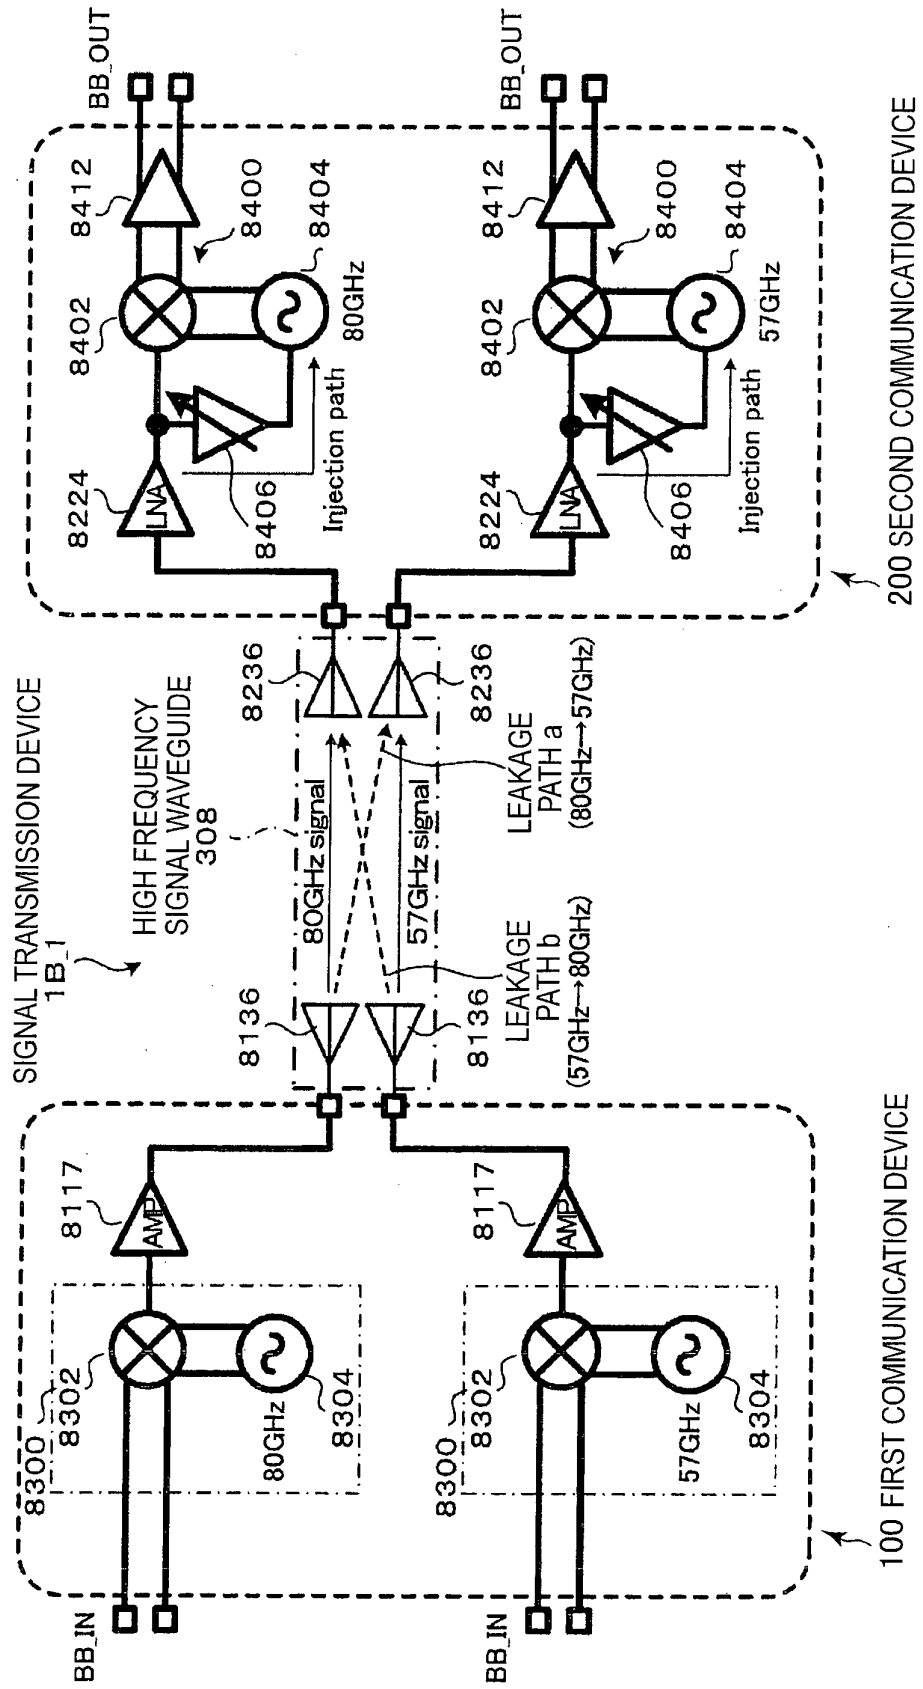 SIGNAL TRANSMISSION DEVICE
1B_1
HIGH FREQUENCY
SIGNAL WAVEGUIDE
308
BB_IN
8300
8302
80GHz
8304
8117
AMP
BB_IN
8300
8302
57GHz
8304
8117
AMP
100 FIRST COMMUNICATION DEVICE
8136
8136
80GHz signal
57GHz signal
8236
8236
LEAKAGE
PATH b
(57GHz→80GHz)
LEAKAGE
PATH a
(80GHz→57GHz)
8224
LNA
8406
Injection path
8402
8412
8400
8404
80GHz
BB_OUT
8224
LNA
8406
Injection path
8402
8412
8400
8404
57GHz
BB_OUT
200 SECOND COMMUNICATION DEVICE